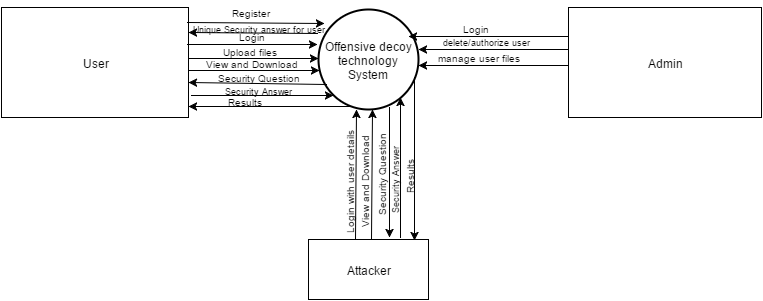 Register
Unique Security answer for user
Login
Upload files
View and Download
Security Question
Security Answer
Results
User
Offensive decoy
technology
System
Login
delete/authorize user
manage user files
Admin
Login with user details
View and Download
Security Question
Security Answer
Results
Attacker